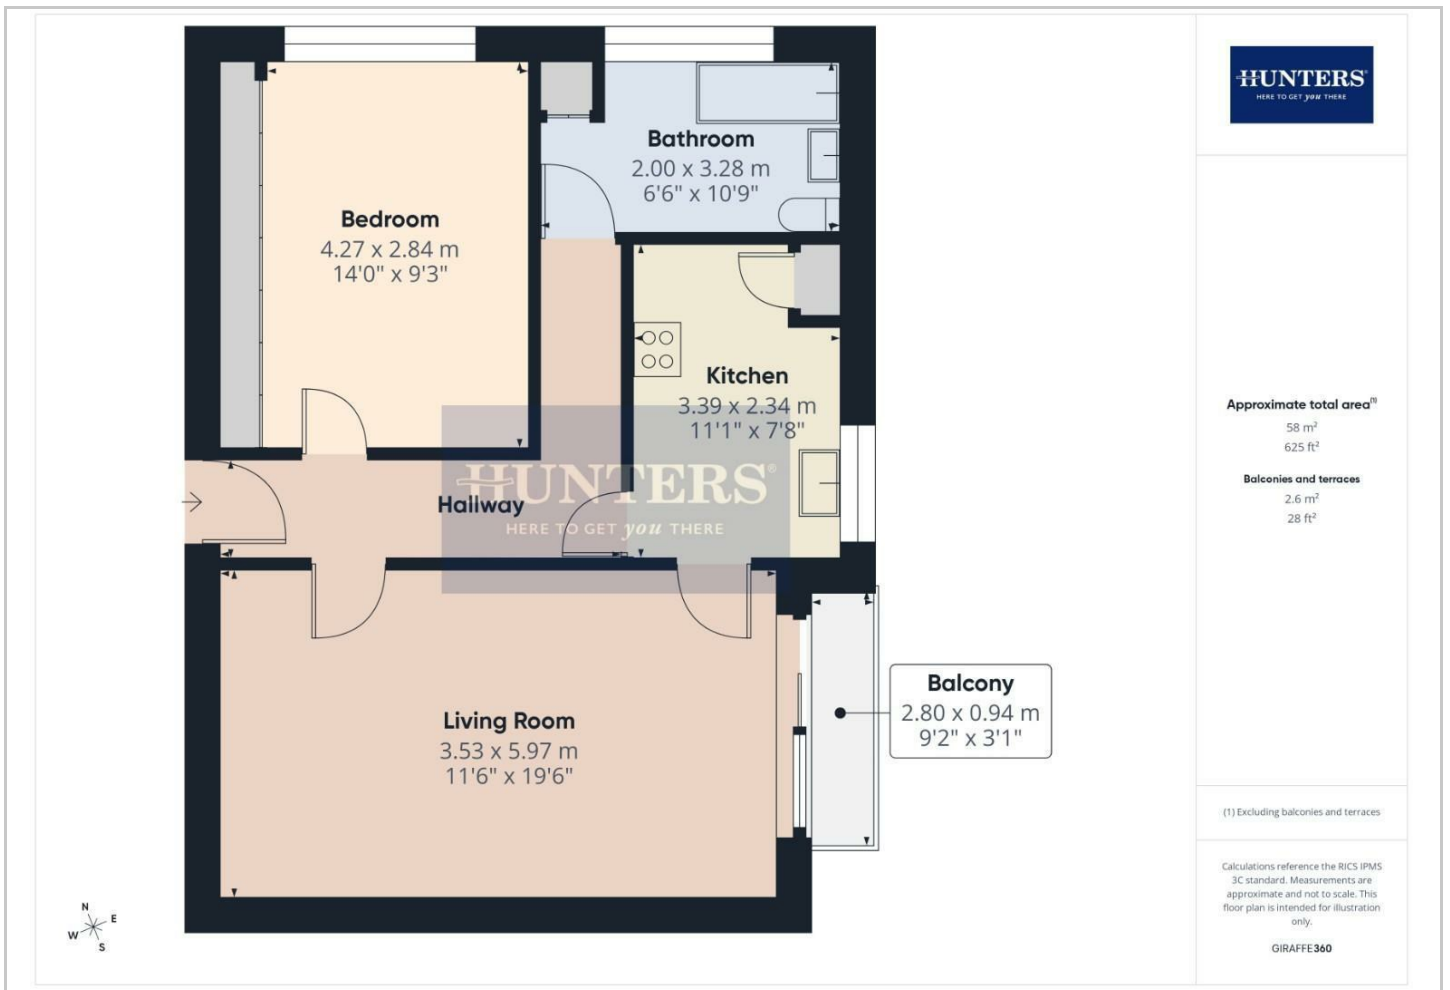 Bedroom
4.27 x 2.84 m
14'0" x 9'3"
Bathroom
2.00 x 3.28 m
6'6" x 10'9"
Kitchen
3.39 x 2.34 m
11'1" x 7'8"
Hallway
HUNTERS®
HERE TO GET you THERE
Living Room
3.53 x 5.97 m
11'6" x 19'6"
Balcony
2.80 x 0.94 m
9'2" x 3'1"
N
E
W
S
HUNTERS®
HERE TO GET you THERE
Approximate total area(1)
58 m²
625 ft²
Balconies and terraces
2.6 m²
28 ft²
(1) Excluding balconies and terraces
Calculations reference the RICS IPMS
3C standard. Measurements are
approximate and not to scale. This
floor plan is intended for illustration
only.
GIRAFFE360